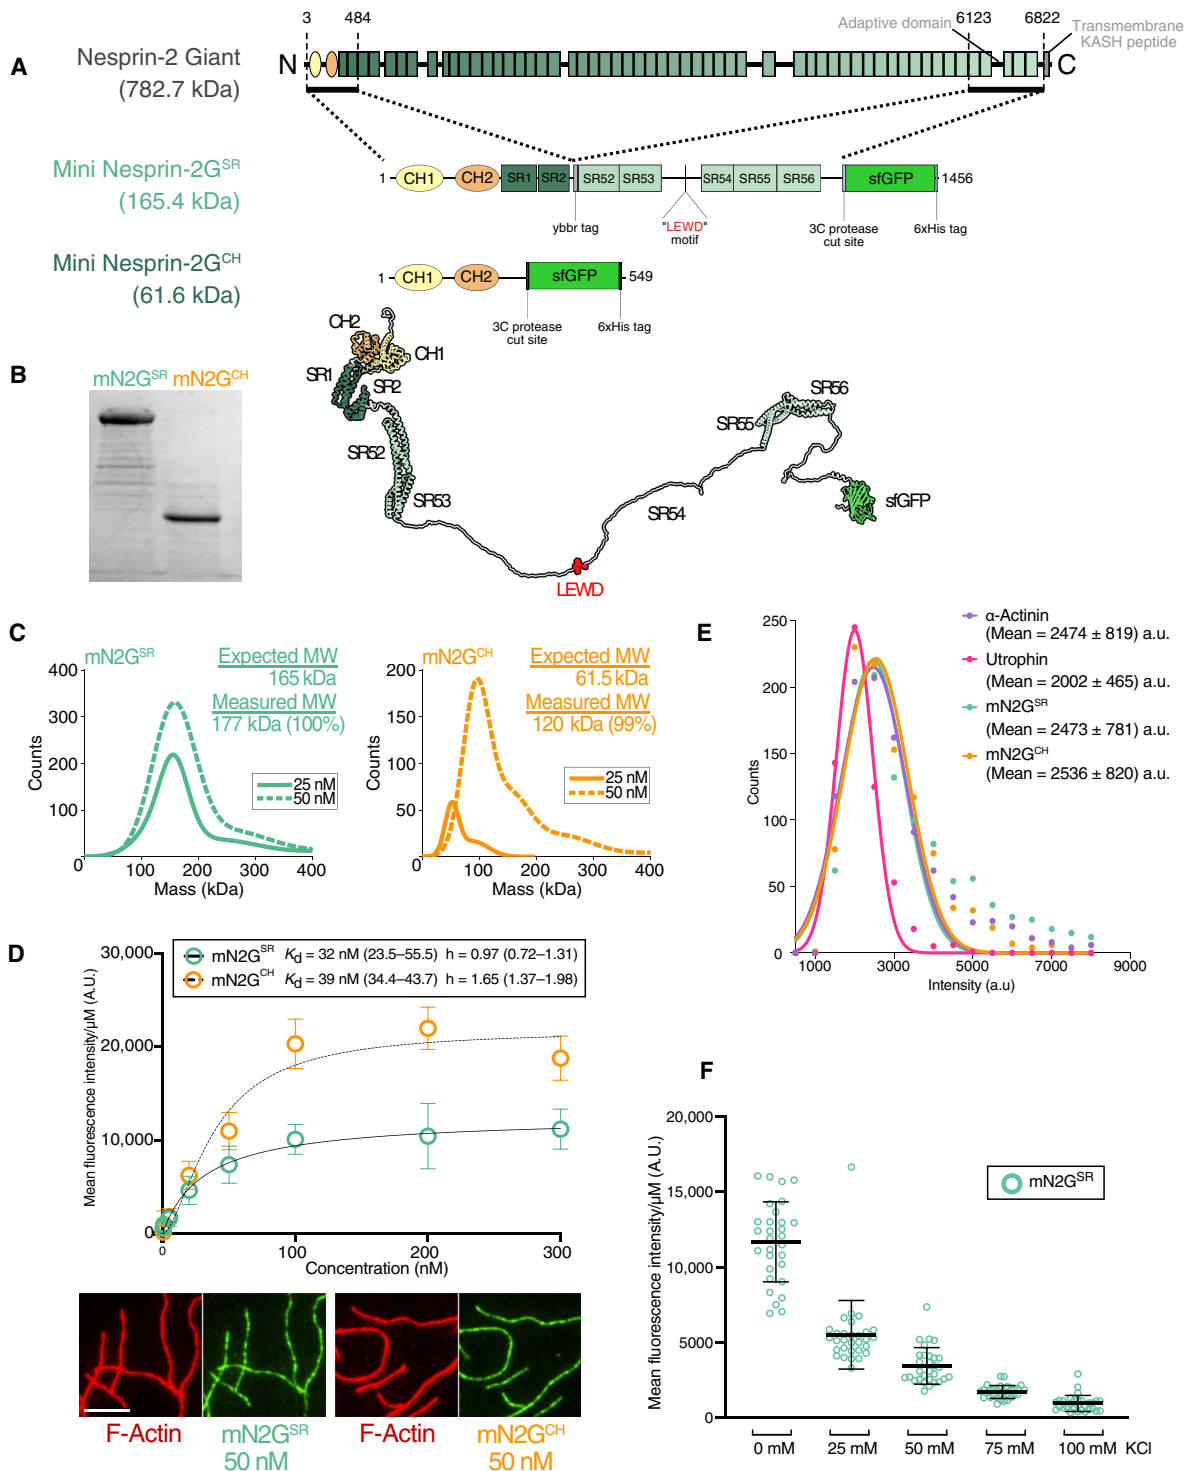 A
Nesprin-2 Giant
(782.7 kDa)
3
484
Adaptive domain
6123
6822
Transmembrane
KASH peptide
N
C
Mini Nesprin-2G^SR
(165.4 kDa)
1
CH1
CH2
SR1
SR2
SR52
SR53
SR54
SR55
SR56
sfGFP
1456
ybbr tag
"LEWD"
motif
3C protease
cut site
6xHis tag
Mini Nesprin-2G^CH
(61.6 kDa)
1
CH1
CH2
sfGFP
549
3C protease
cut site
6xHis tag
B
mN2G^SR
mN2G^CH
CH2
CH1
SR1
SR2
SR52
SR53
LEWD
SR54
SR55
SR56
sfGFP
C
mN2G^SR
Expected MW
165 kDa
Measured MW
177 kDa (100%)
25 nM
50 nM
Counts
400
300
200
100
0
100
200
300
400
Mass (kDa)
mN2G^CH
Expected MW
61.5 kDa
Measured MW
120 kDa (99%)
25 nM
50 nM
Counts
200
150
100
50
0
100
200
300
400
Mass (kDa)
D
mN2G^SR Kd = 32 nM (23.5–55.5) h = 0.97 (0.72–1.31)
mN2G^CH Kd = 39 nM (34.4–43.7) h = 1.65 (1.37–1.98)
Mean fluorescence intensity/µM (A.U.)
30,000
20,000
10,000
0
0
100
200
300
Concentration (nM)
F-Actin
mN2G^SR
50 nM
F-Actin
mN2G^CH
50 nM
E
α-Actinin
(Mean = 2474 ± 819) a.u.
Utrophin
(Mean = 2002 ± 465) a.u.
mN2G^SR
(Mean = 2473 ± 781) a.u.
mN2G^CH
(Mean = 2536 ± 820) a.u.
Counts
250
200
150
100
50
0
1000
3000
5000
7000
9000
Intensity (a.u)
F
mN2G^SR
Mean fluorescence intensity/µM (A.U.)
20,000
15,000
10,000
5000
0
0 mM
25 mM
50 mM
75 mM
100 mM
KCl